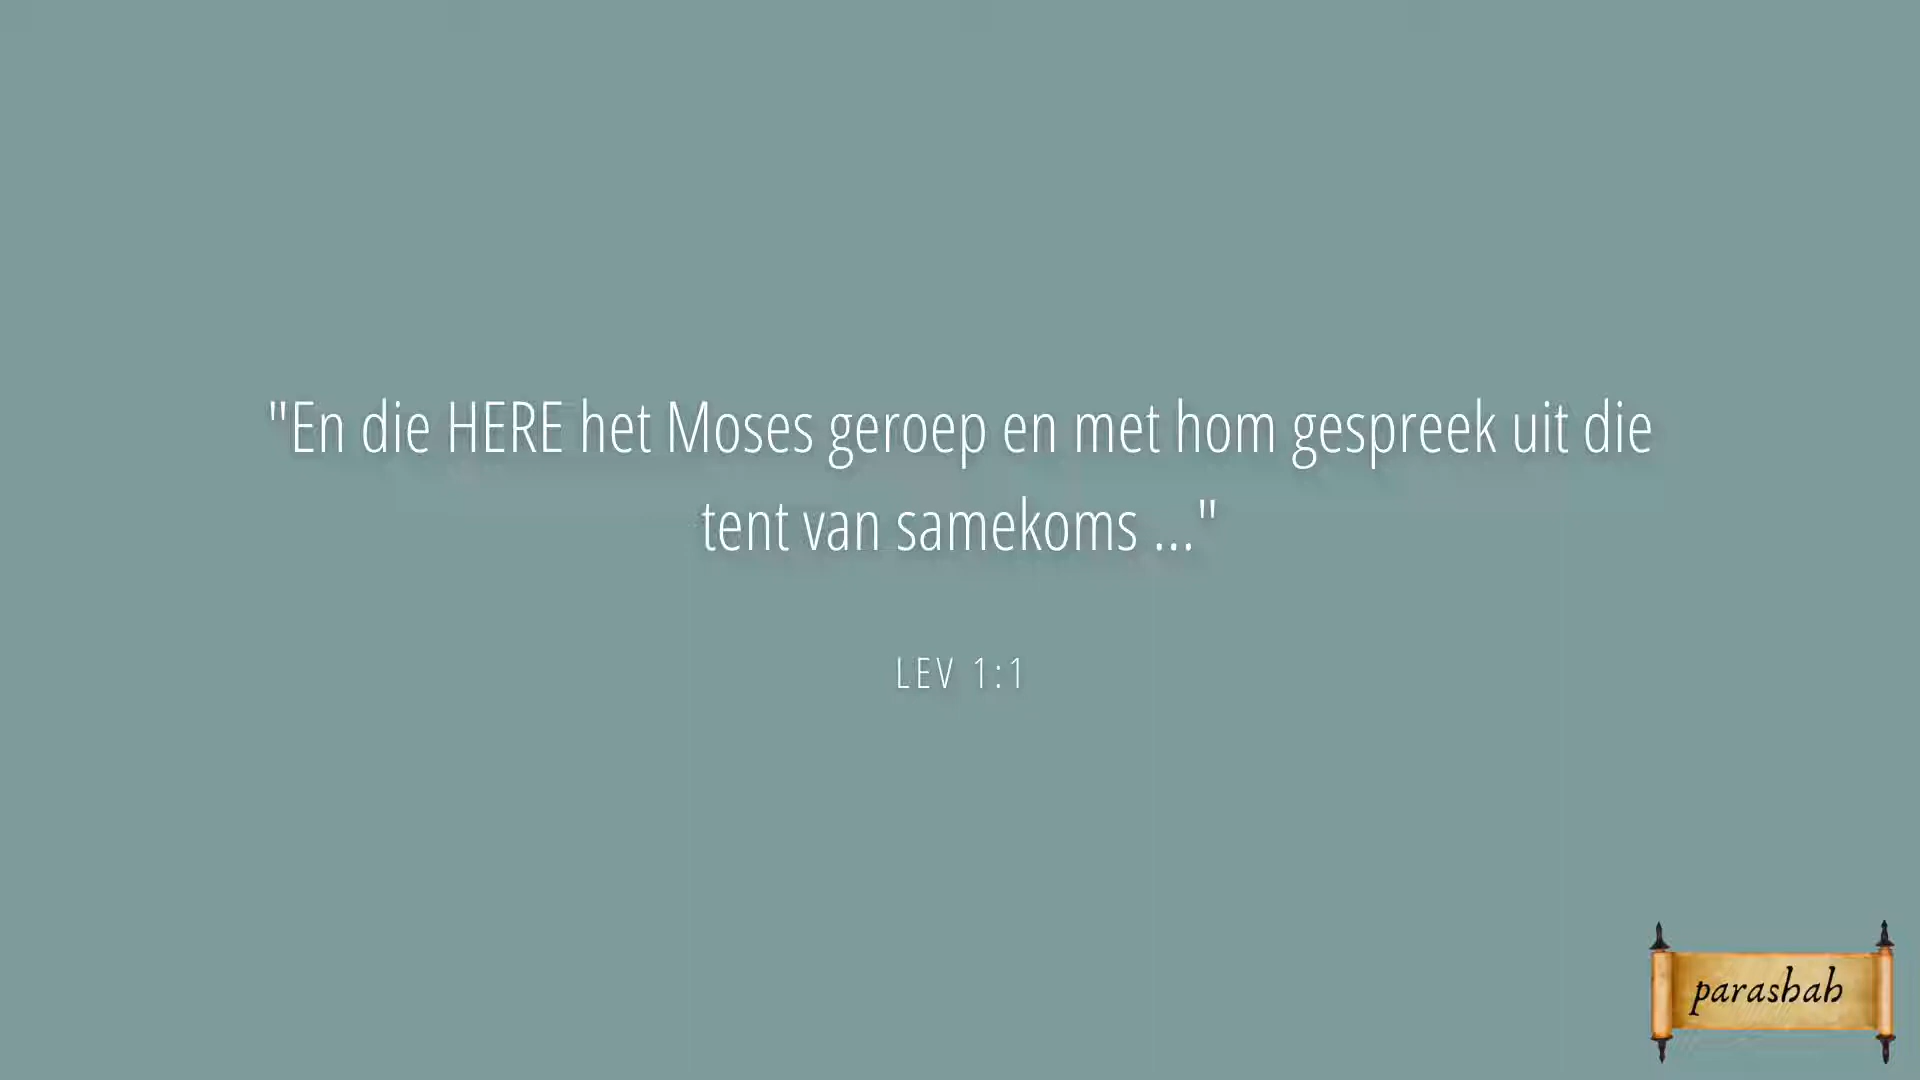 "En die HERE het Moses geroep en met hom gespreek uit die
tent van samekoms ..."
LEV 1:1
parashah